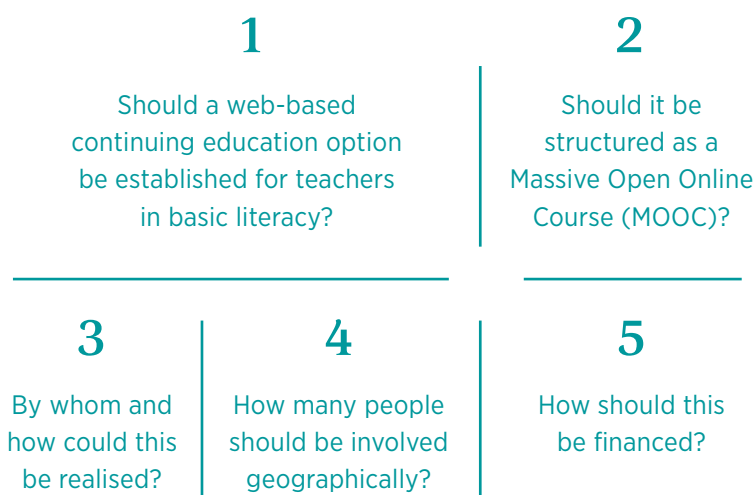 1
Should a web-based
continuing education option
be established for teachers
in basic literacy?
2
Should it be
structured as a
Massive Open Online
Course (MOOC)?
3
By whom and
how could this
be realised?
4
How many people
should be involved
geographically?
5
How should this
be financed?